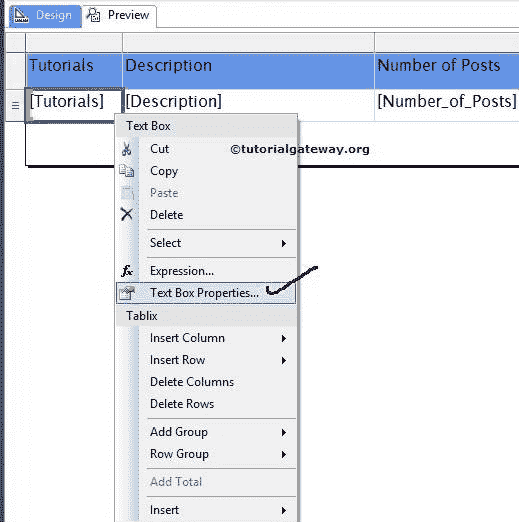 Design Preview
Tutorials Description Number of Posts
[Tutorials] [Description] [Number_of_Posts]
Text Box
Cut
©tutorialgateway.org
Copy
Paste
Delete
Select
fx Expression...
Text Box Properties...
Tablix
Insert Column
Insert Row
Delete Columns
Delete Rows
Add Group
Row Group
Add Total
Insert